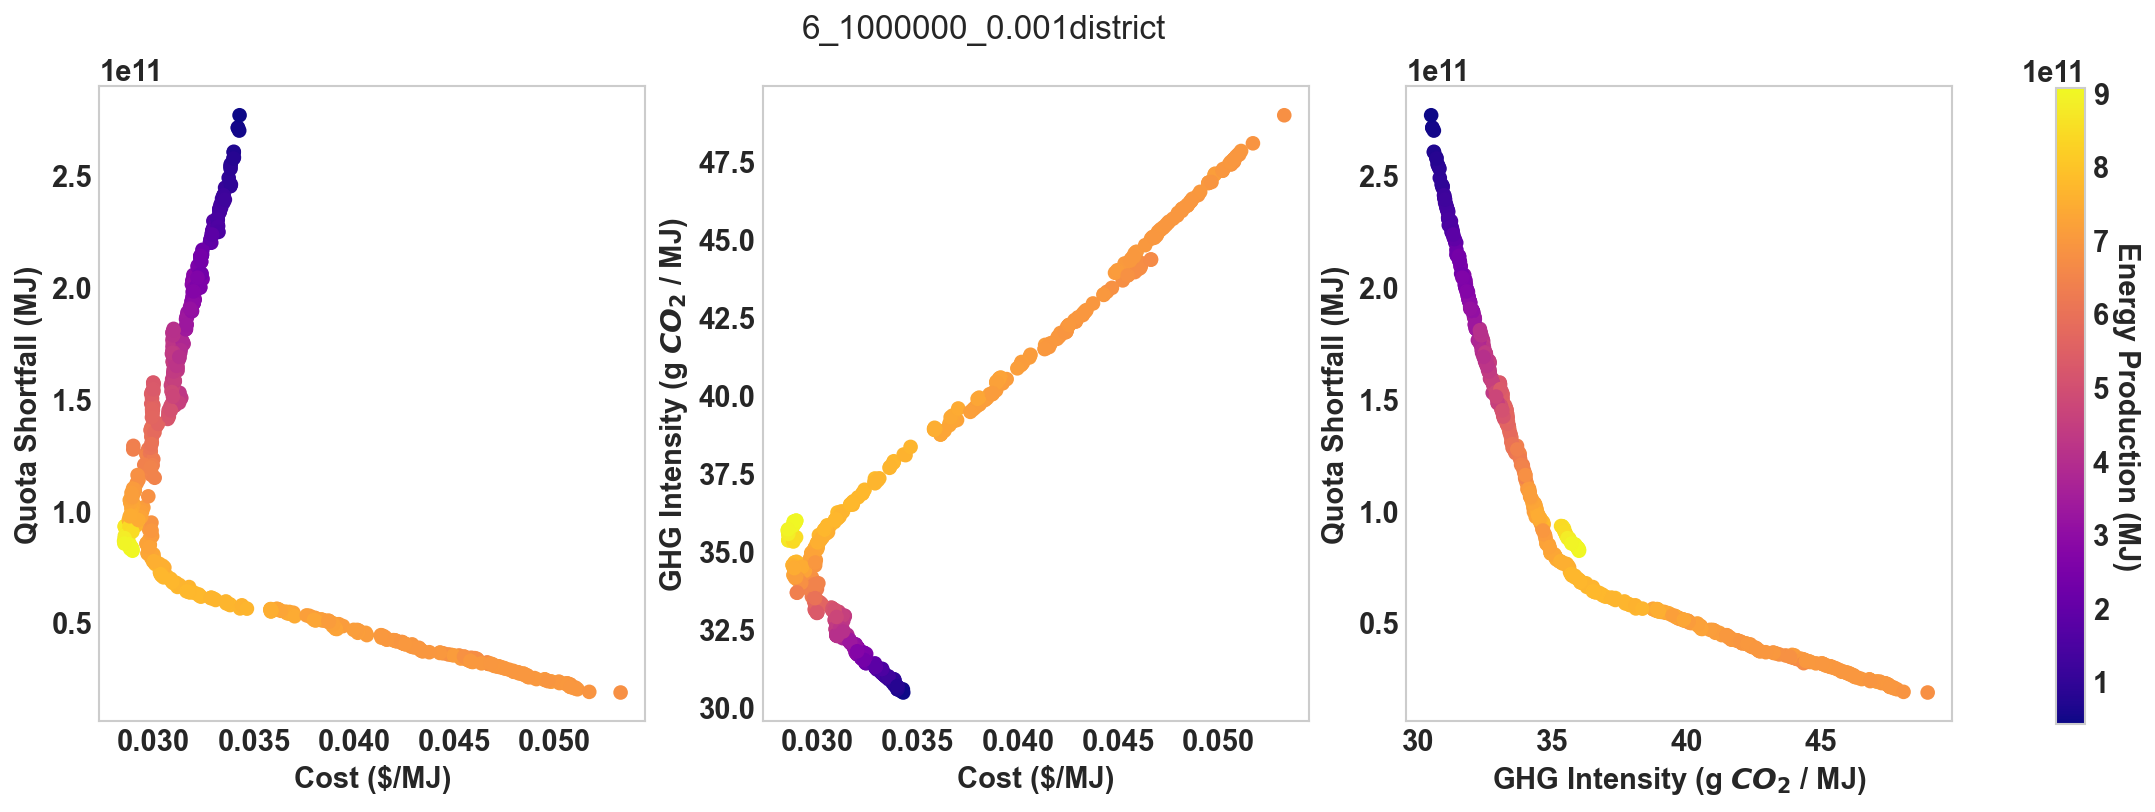 6_1000000_0.001district
1e11
2.5
2.0
1.5
1.0
0.5
Quota Shortfall (MJ)
0.030 0.035 0.040 0.045 0.050
Cost ($/MJ)
47.5
45.0
42.5
40.0
37.5
35.0
32.5
30.0
GHG Intensity (g CO₂ / MJ)
0.030 0.035 0.040 0.045 0.050
Cost ($/MJ)
1e11
2.5
2.0
1.5
1.0
0.5
Quota Shortfall (MJ)
30 35 40 45
GHG Intensity (g CO₂ / MJ)
1e11
9
8
7
6
5
4
3
2
1
Energy Production (MJ)